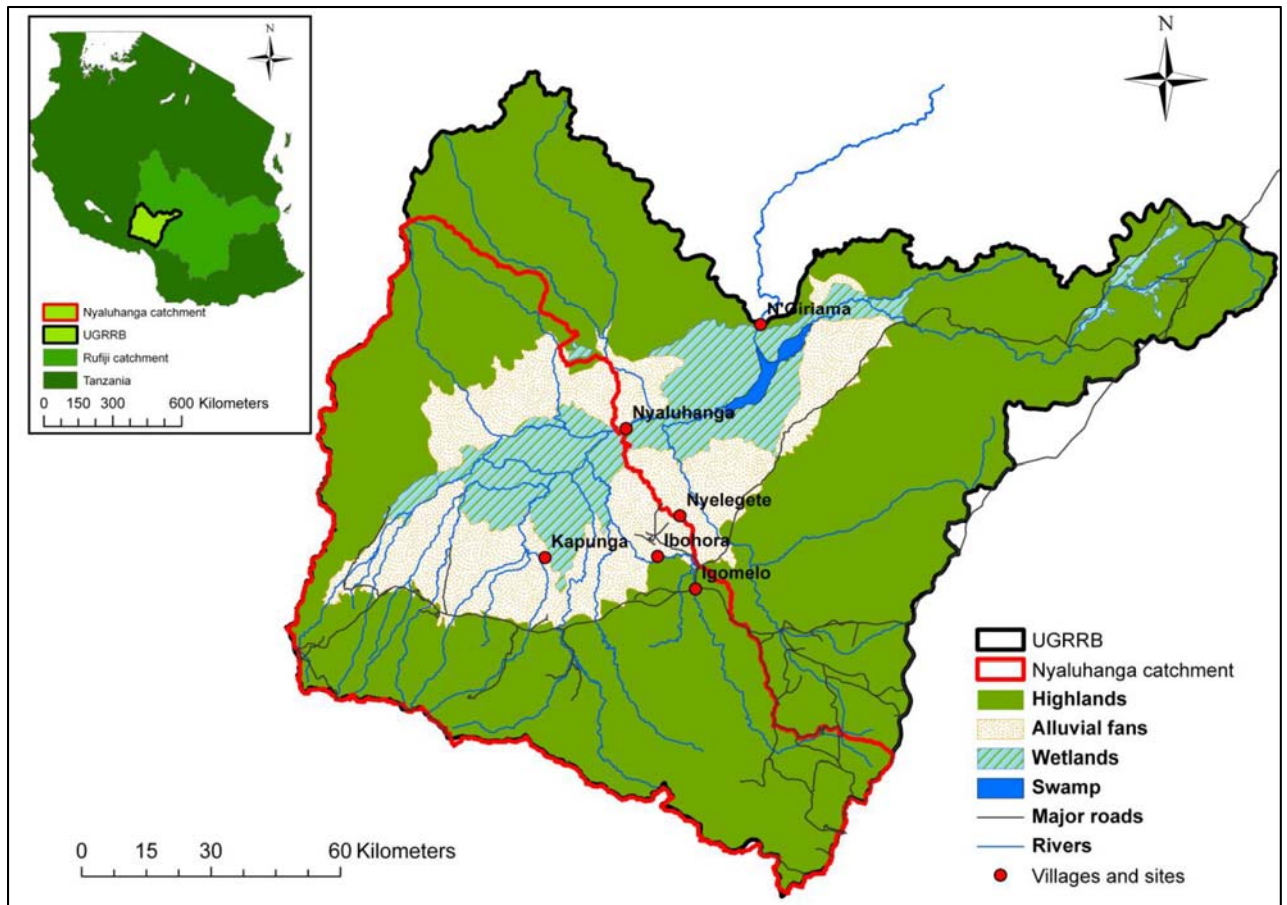 N
Nyaluhanga catchment
UGRRB
Rufiji catchment
Tanzania
0 150 300 600 Kilometers
N
N'Giriama
Nyaluhanga
Nyelegete
Kapunga
Ibohora
Igomelo
UGRRB
Nyaluhanga catchment
Highlands
Alluvial fans
Wetlands
Swamp
Major roads
Rivers
Villages and sites
0 15 30 60 Kilometers